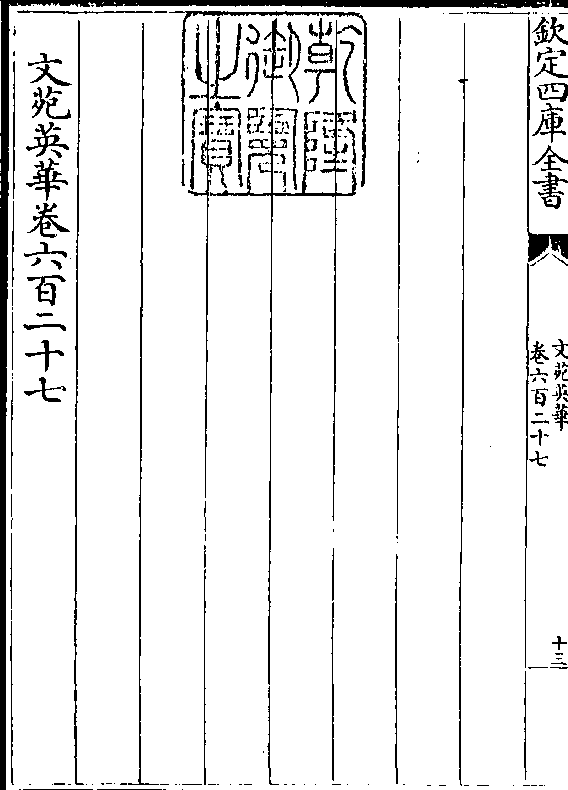 欽定四庫全書
文苑英華
卷六百二十七
十三
乾隆
御覽
之寶
文苑英華卷六百二十七